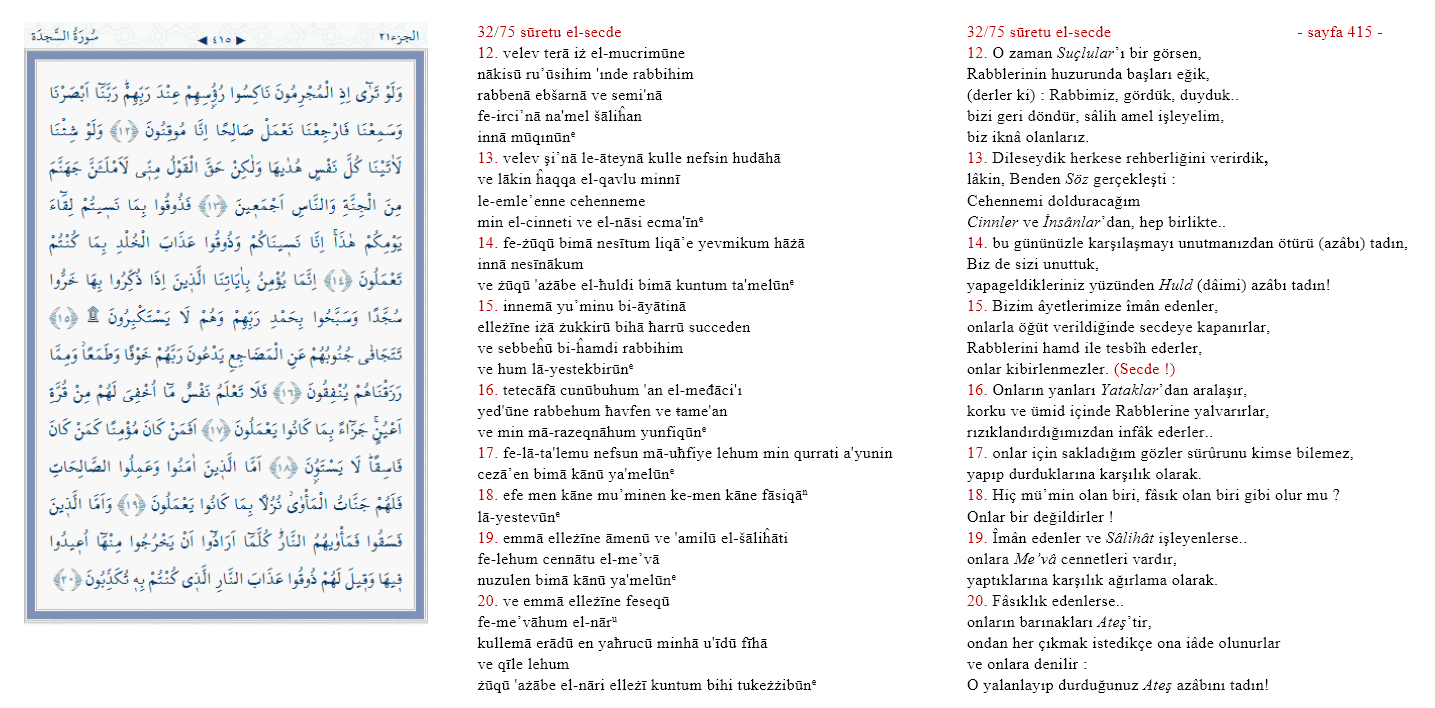 سُورَةُ السَّجدَة
◄ ٤١٥ ►
الجزء ٢١
وَلَوْ تَرٰٓى اِذِ الْمُجْرِمُونَ نَاكِسُوا رُؤُ۫سِهِمْ عِنْدَ رَبِّهِمْۜ رَبَّنَٓا اَبْصَرْنَا
وَسَمِعْنَا فَارْجِعْنَا نَعْمَلْ صَالِحًا اِنَّا مُوقِنُونَ ﴿١٢﴾ وَلَوْ شِئْنَا
لَاٰتَيْنَا كُلَّ نَفْسٍ هُدٰيهَا وَلٰكِنْ حَقَّ الْقَوْلُ مِنّ۪ي لَاَمْلَـَٔنَّ جَهَنَّمَ
مِنَ الْجِنَّةِ وَالنَّاسِ اَجْمَع۪ينَ ﴿١٣﴾ فَذُوقُوا بِمَا نَس۪يتُمْ لِقَٓاءَ
يَوْمِكُمْ هٰذَاۚ اِنَّا نَس۪ينَاكُمْ وَذُوقُوا عَذَابَ الْخُلْدِ بِمَا كُنْتُمْ
تَعْمَلُونَ ﴿١٤﴾ اِنَّمَا يُؤْمِنُ بِاٰيَاتِنَا الَّذ۪ينَ اِذَا ذُكِّرُوا بِهَا خَرُّوا
سُجَّدًا وَسَبَّحُوا بِحَمْدِ رَبِّهِمْ وَهُمْ لَا يَسْتَكْبِرُونَ ۩ ﴿١٥﴾
تَتَجَافٰى جُنُوبُهُمْ عَنِ الْمَضَاجِعِ يَدْعُونَ رَبَّهُمْ خَوْفًا وَطَمَعًاۘ وَمِمَّا
رَزَقْنَاهُمْ يُنْفِقُونَ ﴿١٦﴾ فَلَا تَعْلَمُ نَفْسٌ مَٓا اُخْفِيَ لَهُمْ مِنْ قُرَّةِ
اَعْيُنٍۚ جَزَٓاءً بِمَا كَانُوا يَعْمَلُونَ ﴿١٧﴾ اَفَمَنْ كَانَ مُؤْمِنًا كَمَنْ كَانَ
فَاسِقًاۜ لَا يَسْتَوُ۫نَ ﴿١٨﴾ اَمَّا الَّذ۪ينَ اٰمَنُوا وَعَمِلُوا الصَّالِحَاتِ
فَلَهُمْ جَنَّاتُ الْمَأْوٰىۘ نُزُلًا بِمَا كَانُوا يَعْمَلُونَ ﴿١٩﴾ وَاَمَّا الَّذ۪ينَ
فَسَقُوا فَمَأْوٰيهُمُ النَّارُۜ كُلَّمَٓا اَرَادُٓوا اَنْ يَخْرُجُوا مِنْهَٓا اُع۪يدُوا
ف۪يهَا وَق۪يلَ لَهُمْ ذُوقُوا عَذَابَ النَّارِ الَّذ۪ي كُنْتُمْ بِه۪ تُكَذِّبُونَ ﴿٢٠﴾
32/75 sūretu el-secde
12. velev terā iż el-mucrimūne
nākisū ru’ūsihim 'ınde rabbihim
rabbenā ebšarnā ve semi'nā
fe-irci’nā na'mel šāliĥan
innā mūqınūnᵉ
13. velev şi’nā le-āteynā kulle nefsin hudāhā
ve lākin ĥaqqa el-qavlu minnī
le-emle’enne cehenneme
min el-cinneti ve el-nāsi ecma'īnᵉ
14. fe-żūqū bimā nesītum liqā’e yevmikum hāżā
innā nesīnākum
ve żūqū 'ażābe el-ħuldi bimā kuntum ta'melūnᵉ
15. innemā yu’minu bi-āyātinā
elleżīne iżā żukkirū bihā ħarrū succeden
ve sebbeĥū bi-ĥamdi rabbihim
ve hum lā-yestekbirūnᵉ
16. tetecāfā cunūbuhum 'an el-međāci'ı
yed'ūne rabbehum ħavfen ve ŧame'an
ve min mā-razeqnāhum yunfiqūnᵉ
17. fe-lā-ta'lemu nefsun mā-uħfiye lehum min qurrati a'yunin
cezā’en bimā kānū ya'melūnᵉ
18. efe men kāne mu’minen ke-men kāne fāsiqāⁿ
lā-yestevūnᵉ
19. emmā elleżīne āmenū ve 'amilū el-šāliĥāti
fe-lehum cennātu el-me’vā
nuzulen bimā kānū ya'melūnᵉ
20. ve emmā elleżīne feseqū
fe-me’vāhum el-nārᵘ
kullemā erādū en yaħrucū minhā u'īdū fīhā
ve qīle lehum
żūqū 'ażābe el-nāri elleżī kuntum bihi tukeżżibūnᵉ
32/75 sūretu el-secde - sayfa 415 -
12. O zaman Suçlular’ı bir görsen,
Rabblerinin huzurunda başları eğik,
(derler ki) : Rabbimiz, gördük, duyduk..
bizi geri döndür, sâlih amel işleyelim,
biz iknâ olanlarız.
13. Dileseydik herkese rehberliğini verirdik,
lâkin, Benden Söz gerçekleşti :
Cehennemi dolduracağım
Cinnler ve İnsânlar’dan, hep birlikte..
14. bu gününüzle karşılaşmayı unutmanızdan ötürü (azâbı) tadın,
Biz de sizi unuttuk,
yapageldikleriniz yüzünden Huld (dâimi) azâbı tadın!
15. Bizim âyetlerimize îmân edenler,
onlarla öğüt verildiğinde secdeye kapanırlar,
Rabblerini hamd ile tesbîh ederler,
onlar kibirlenmezler. (Secde !)
16. Onların yanları Yataklar’dan aralaşır,
korku ve ümid içinde Rabblerine yalvarırlar,
rızıklandırdığımızdan infâk ederler..
17. onlar için sakladığım gözler sürûrunu kimse bilemez,
yapıp durduklarına karşılık olarak.
18. Hiç mü’min olan biri, fâsık olan biri gibi olur mu ?
Onlar bir değildirler !
19. Îmân edenler ve Sâlihât işleyenlerse..
onlara Me’vâ cennetleri vardır,
yaptıklarına karşılık ağırlama olarak.
20. Fâsıklık edenlerse..
onların barınakları Ateş’tir,
ondan her çıkmak istedikçe ona iâde olunurlar
ve onlara denilir :
O yalanlayıp durduğunuz Ateş azâbını tadın!